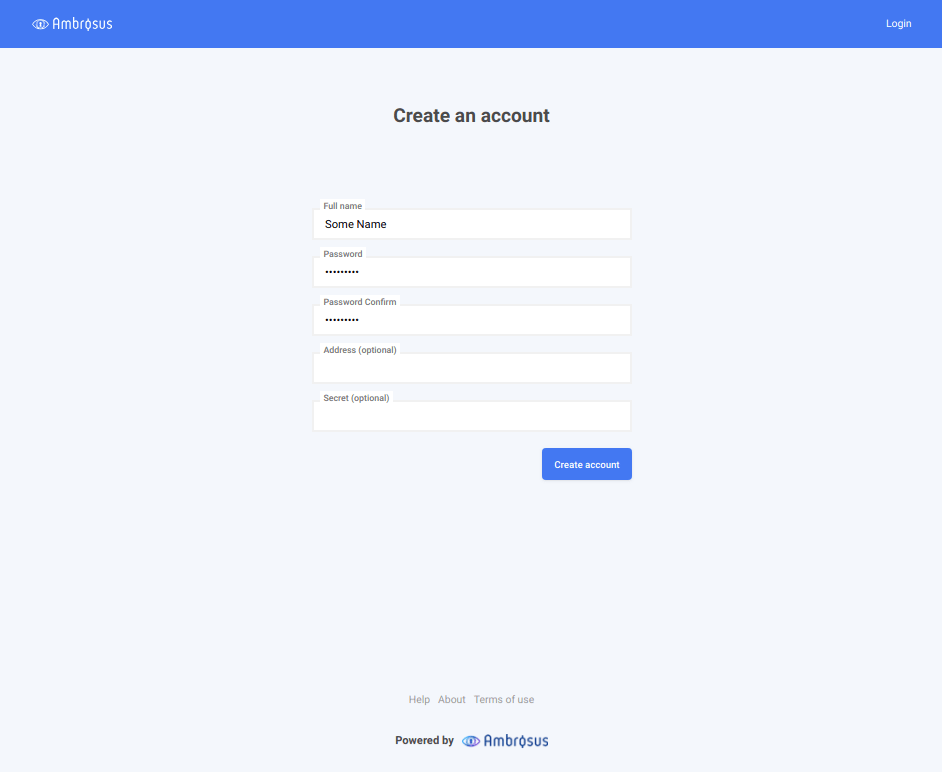 Ambrosus Login
Create an account
Full name
Some Name
Password
•••••••••
Password Confirm
•••••••••
Address (optional)
Secret (optional)
Create account
Help About Terms of use
Powered by Ambrosus